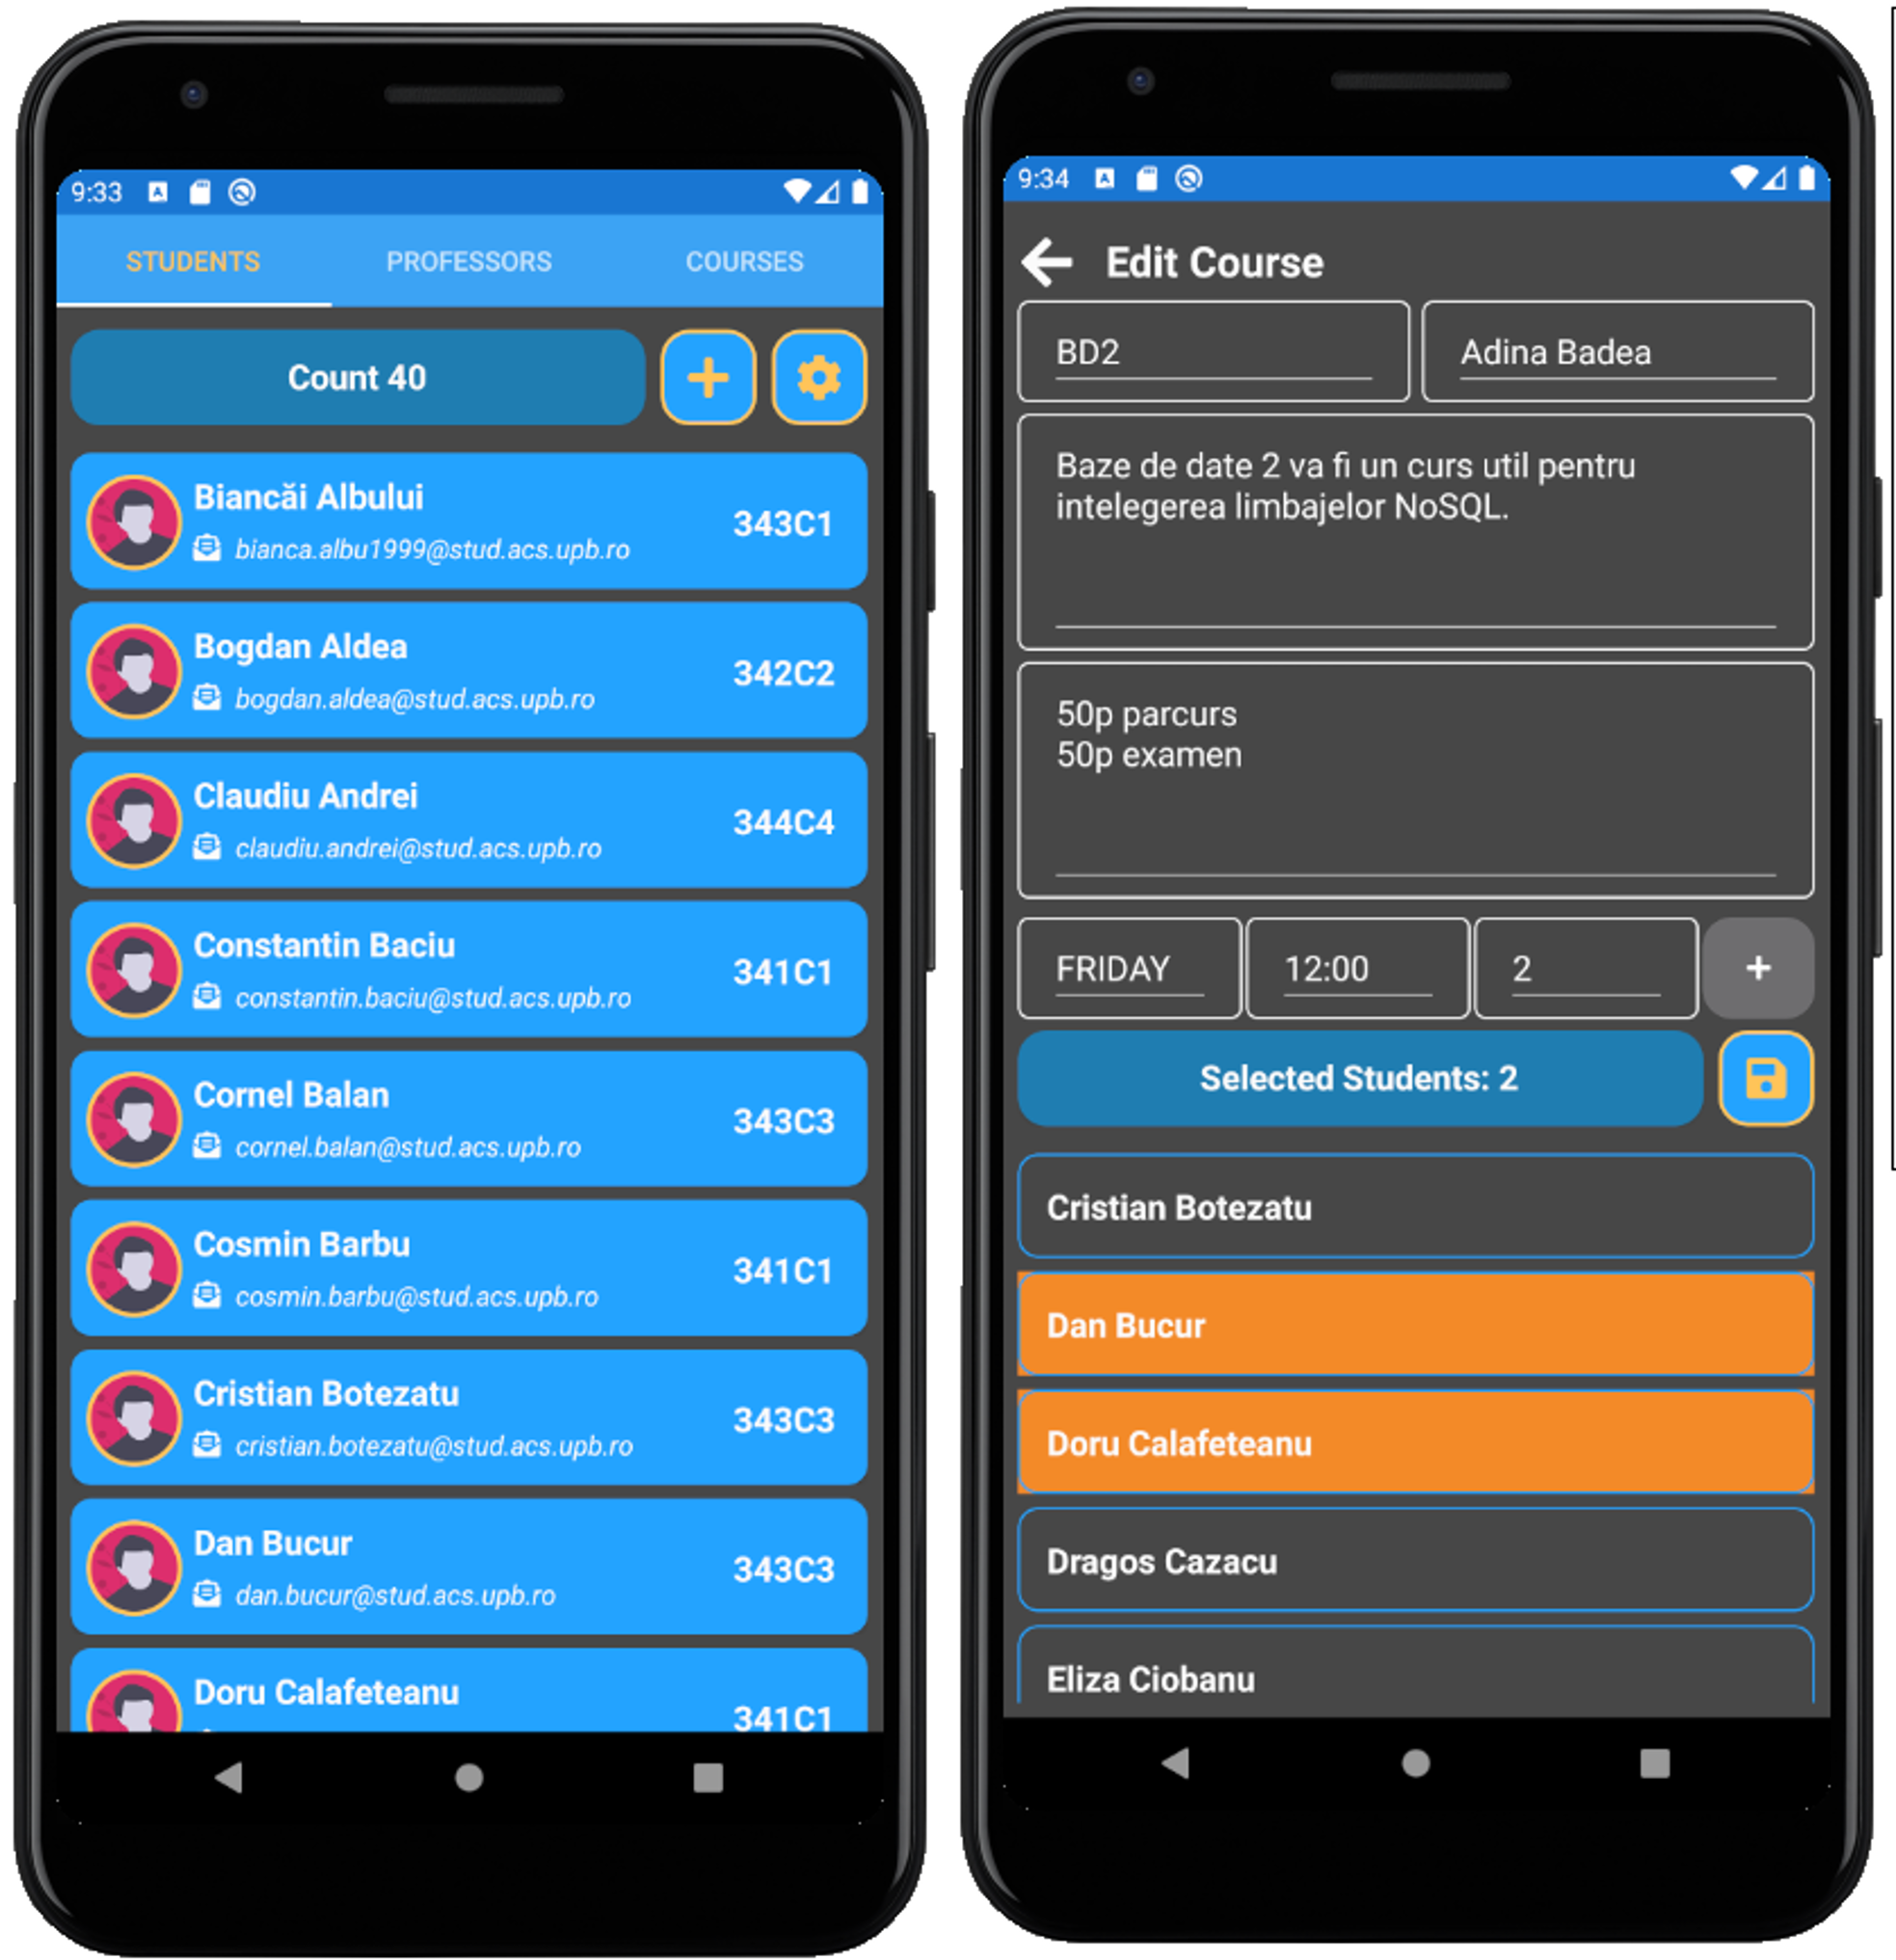 9:33
STUDENTS PROFESSORS COURSES
Count 40
Biancăi Albului
bianca.albu1999@stud.acs.upb.ro
343C1
Bogdan Aldea
bogdan.aldea@stud.acs.upb.ro
342C2
Claudiu Andrei
claudiu.andrei@stud.acs.upb.ro
344C4
Constantin Baciu
constantin.baciu@stud.acs.upb.ro
341C1
Cornel Balan
cornel.balan@stud.acs.upb.ro
343C3
Cosmin Barbu
cosmin.barbu@stud.acs.upb.ro
341C1
Cristian Botezatu
cristian.botezatu@stud.acs.upb.ro
343C3
Dan Bucur
dan.bucur@stud.acs.upb.ro
343C3
Doru Calafeteanu
341C1
9:34
Edit Course
BD2
Adina Badea
Baze de date 2 va fi un curs util pentru
intelegerea limbajelor NoSQL.
50p parcurs
50p examen
FRIDAY 12:00 2 +
Selected Students: 2
Cristian Botezatu
Dan Bucur
Doru Calafeteanu
Dragos Cazacu
Eliza Ciobanu